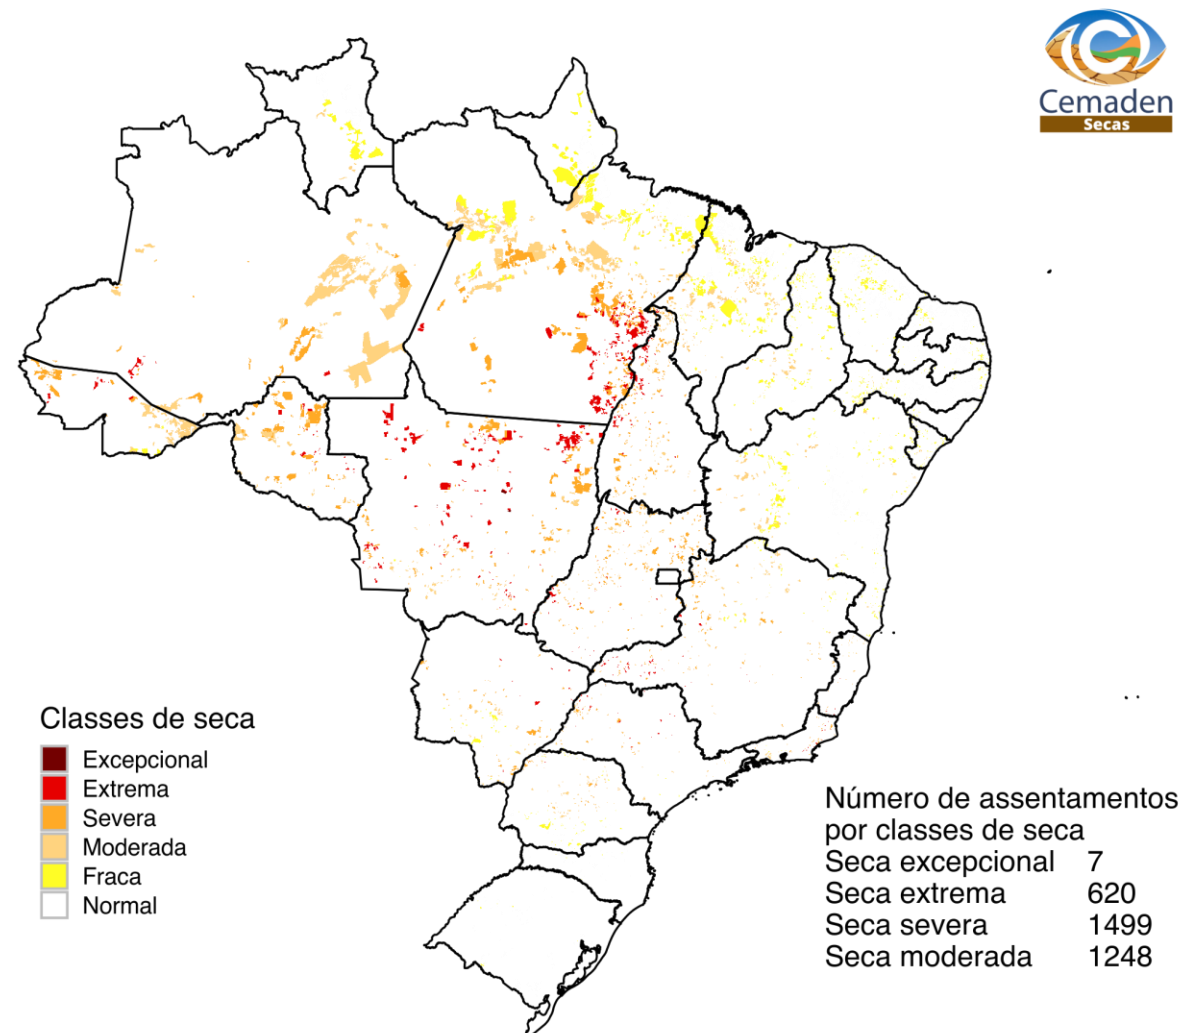 Cemaden
Secas
Classes de seca
Excepcional
Extrema
Severa
Moderada
Fraca
Normal
Número de assentamentos
por classes de seca
Seca excepcional 7
Seca extrema 620
Seca severa 1499
Seca moderada 1248